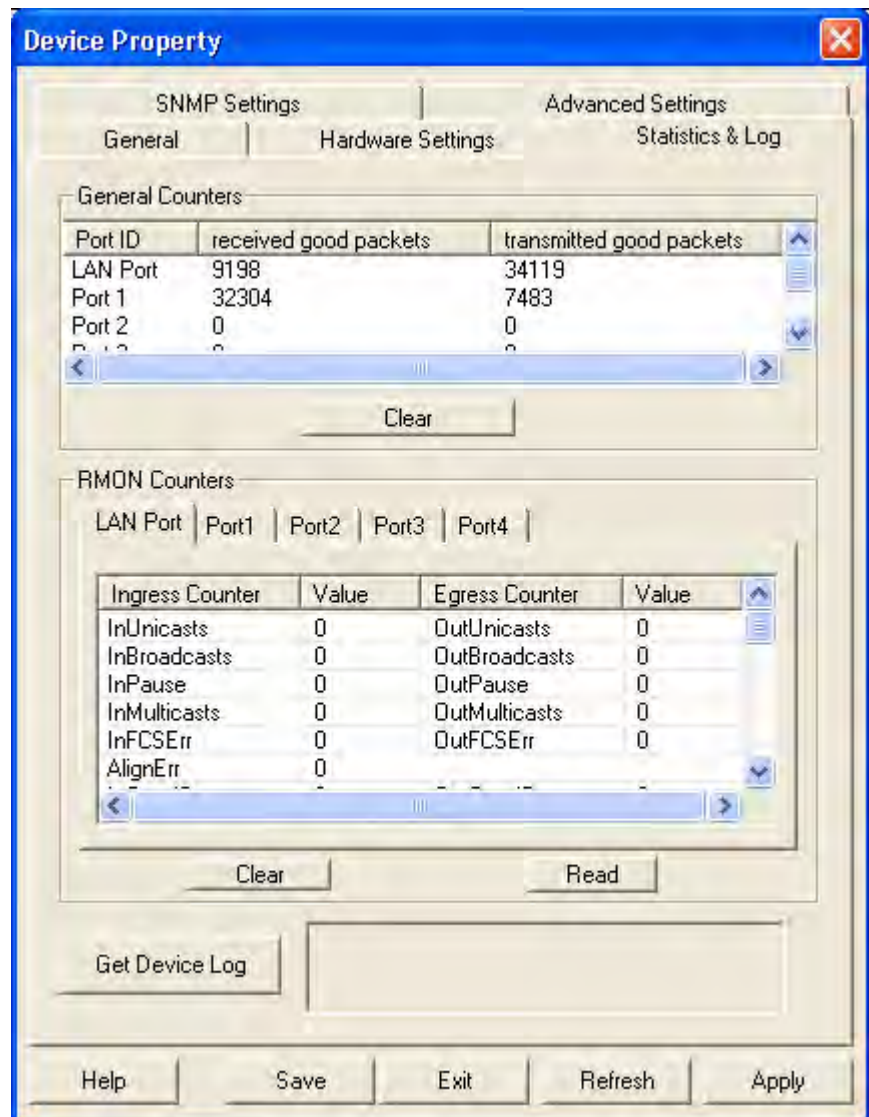 Device Property
SNMP Settings Advanced Settings
General Hardware Settings Statistics & Log
General Counters
Port ID received good packets transmitted good packets
LAN Port 9198 34119
Port 1 32304 7483
Port 2 0 0
Clear
RMON Counters
LAN Port Port1 Port2 Port3 Port4
Ingress Counter Value Egress Counter Value
InUnicasts 0 OutUnicasts 0
InBroadcasts 0 OutBroadcasts 0
InPause 0 OutPause 0
InMulticasts 0 OutMulticasts 0
InFCSErr 0 OutFCSErr 0
AlignErr 0
Clear Read
Get Device Log
Help Save Exit Refresh Apply